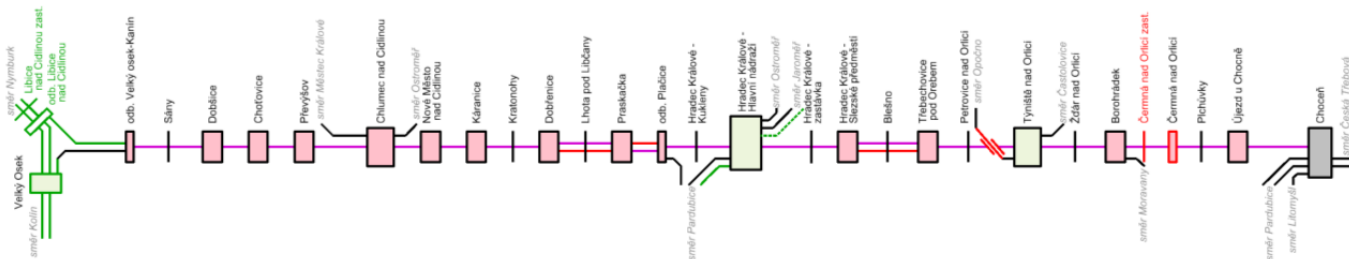 směr Nymburk
Libice
nad Cidlinou zast.
odb. Libice
nad Cidlinou
Velký Osek
směr Kolín
odb. Velký osek-Kanín
Sány
Dobšice
Choťovice
Převýšov
směr Městec Králové
Chlumec nad Cidlinou
směr Ostroměř
Nové Město
nad Cidlinou
Káranice
Kratonohy
Dobřenice
Lhota pod Libčany
Praskačka
odb. Plačice
Hradec Králové -
Kukleny
směr Pardubice
Hradec Králové -
Hlavní nádraží
směr Ostroměř
směr Jaroměř
Hradec Králové -
zastávka
Hradec Králové -
Slezské předměstí
Blešno
Třebechovice
pod Orebem
Petrovice nad Orlicí
směr Opočno
Týniště nad Orlicí
směr Častolovice
Žďár nad Orlicí
Borohrádek
směr Moravany
Čermná nad Orlicí zast.
Čermná nad Orlicí
Plchůvky
Újezd u Chocně
směr Pardubice
směr Litomyšl
Choceň
směr Česká Třebová